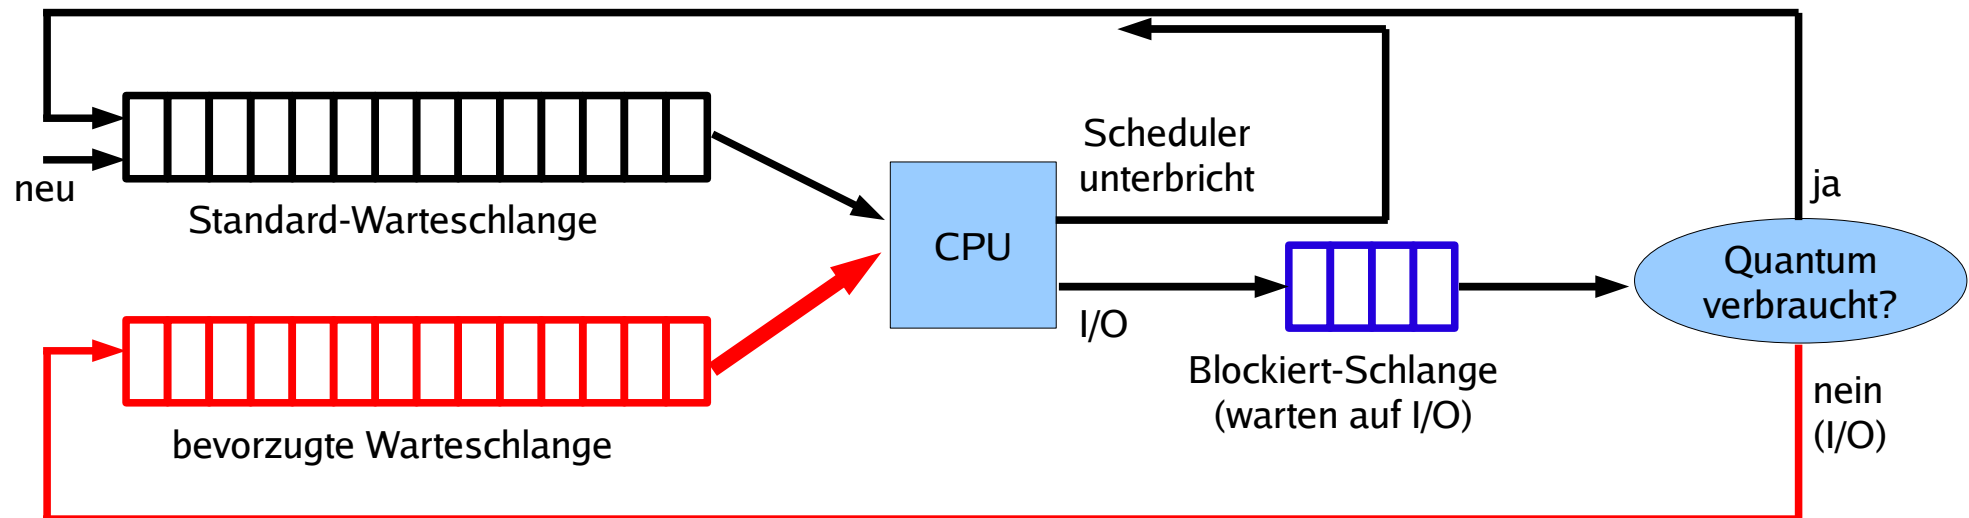 neu
Standard-Warteschlange
bevorzugte Warteschlange
CPU
Scheduler
unterbricht
I/O
Blockiert-Schlange
(warten auf I/O)
Quantum
verbraucht?
ja
nein
(I/O)